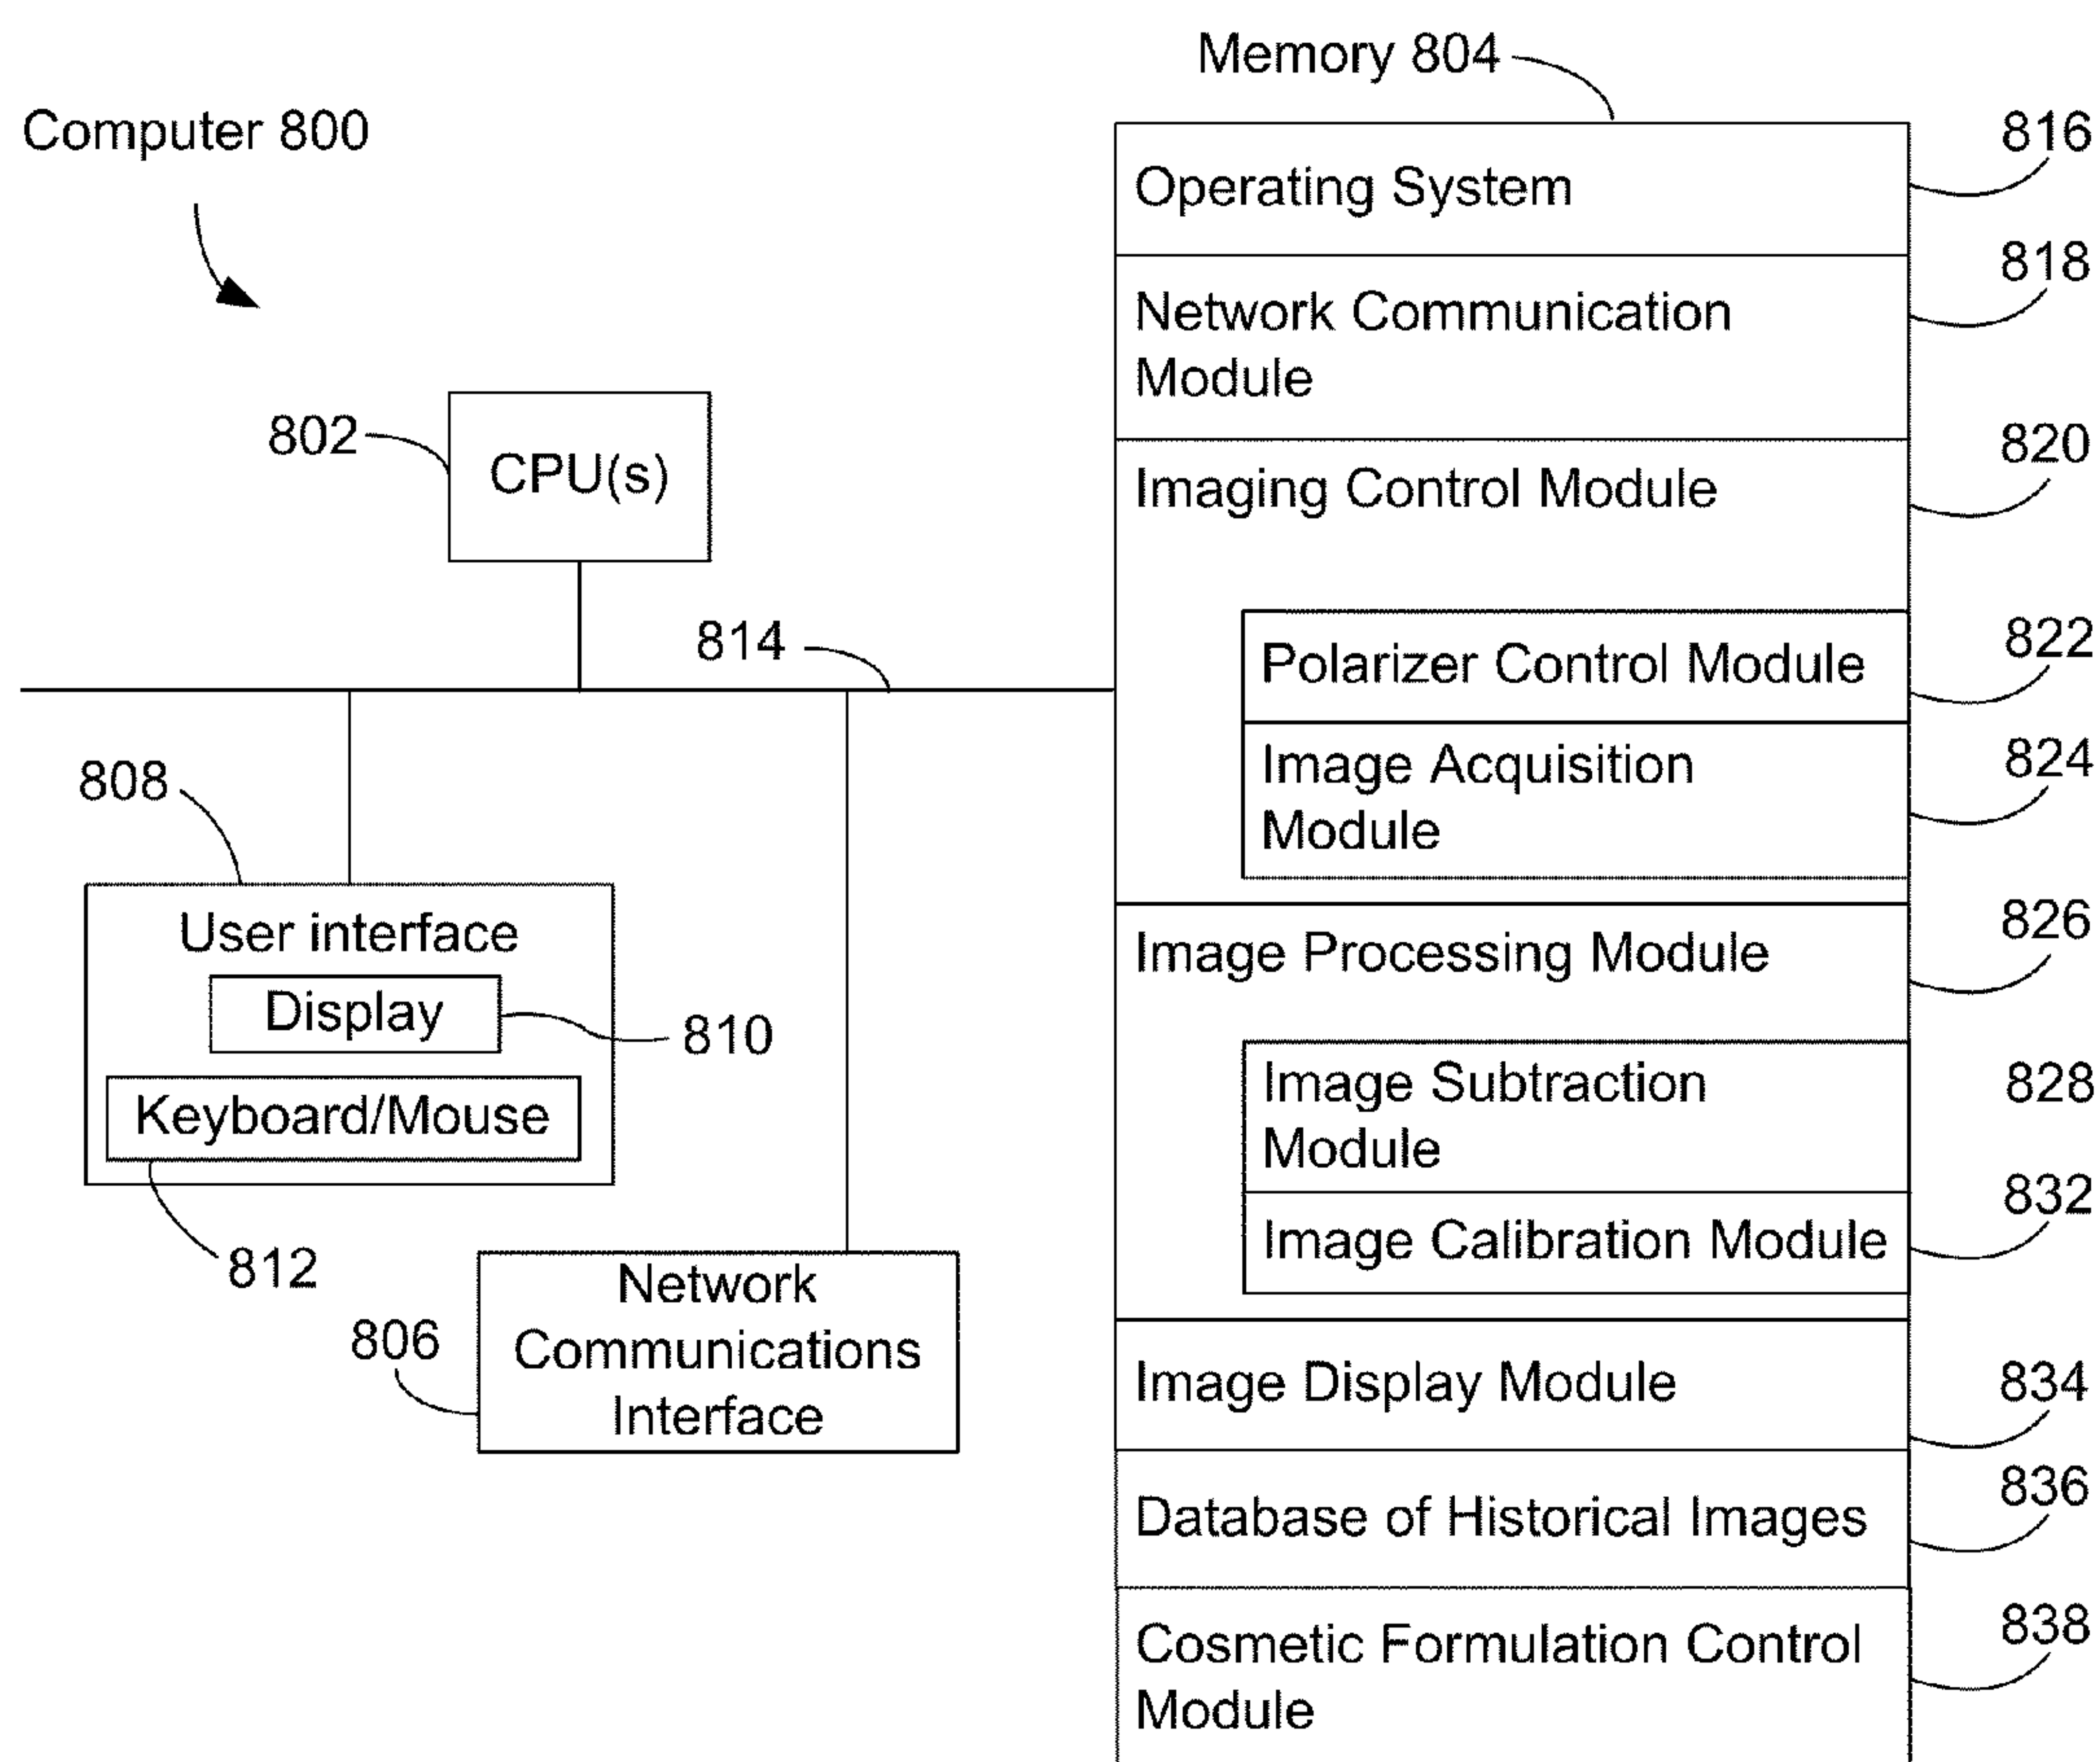 Memory 804
Computer 800
816
Operating System
818
Network Communication
Module
802
CPU(s)
820
Imaging Control Module
814
822
Polarizer Control Module
824
Image Acquisition
Module
808
User interface
Display
810
Keyboard/Mouse
812
826
Image Processing Module
828
Image Subtraction
Module
832
Image Calibration Module
806
Network
Communications
Interface
834
Image Display Module
836
Database of Historical Images
838
Cosmetic Formulation Control
Module